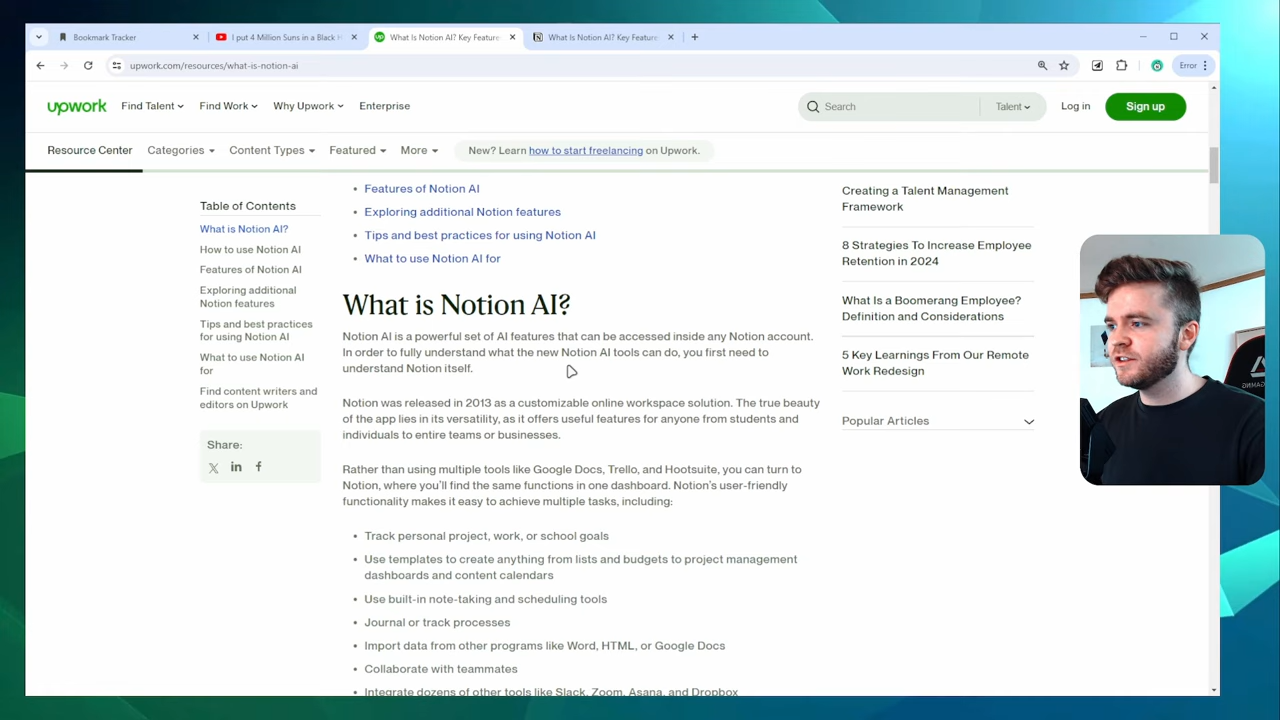 Bookmark Tracker
I put 4 Million Suns in a Black H
What Is Notion AI? Key Feature
What Is Notion AI? Key Feature
upwork.com/resources/what-is-notion-ai
Error
upwork
Find Talent
Find Work
Why Upwork
Enterprise
Search
Talent
Log in
Sign up
Resource Center
Categories
Content Types
Featured
More
New? Learn how to start freelancing on Upwork.
Table of Contents
What is Notion AI?
How to use Notion AI
Features of Notion AI
Exploring additional
Notion features
Tips and best practices
for using Notion AI
What to use Notion AI
for
Find content writers and
editors on Upwork
Share:
• Features of Notion AI
• Exploring additional Notion features
• Tips and best practices for using Notion AI
• What to use Notion AI for
What is Notion AI?
Notion AI is a powerful set of AI features that can be accessed inside any Notion account.
In order to fully understand what the new Notion AI tools can do, you first need to
understand Notion itself.
Notion was released in 2013 as a customizable online workspace solution. The true beauty
of the app lies in its versatility, as it offers useful features for anyone from students and
individuals to entire teams or businesses.
Rather than using multiple tools like Google Docs, Trello, and Hootsuite, you can turn to
Notion, where you'll find the same functions in one dashboard. Notion's user-friendly
functionality makes it easy to achieve multiple tasks, including:
• Track personal project, work, or school goals
• Use templates to create anything from lists and budgets to project management
dashboards and content calendars
• Use built-in note-taking and scheduling tools
• Journal or track processes
• Import data from other programs like Word, HTML, or Google Docs
• Collaborate with teammates
• Integrate dozens of other tools like Slack, Zoom, Asana, and Dropbox
Creating a Talent Management
Framework
8 Strategies To Increase Employee
Retention in 2024
What Is a Boomerang Employee?
Definition and Considerations
5 Key Learnings From Our Remote
Work Redesign
Popular Articles